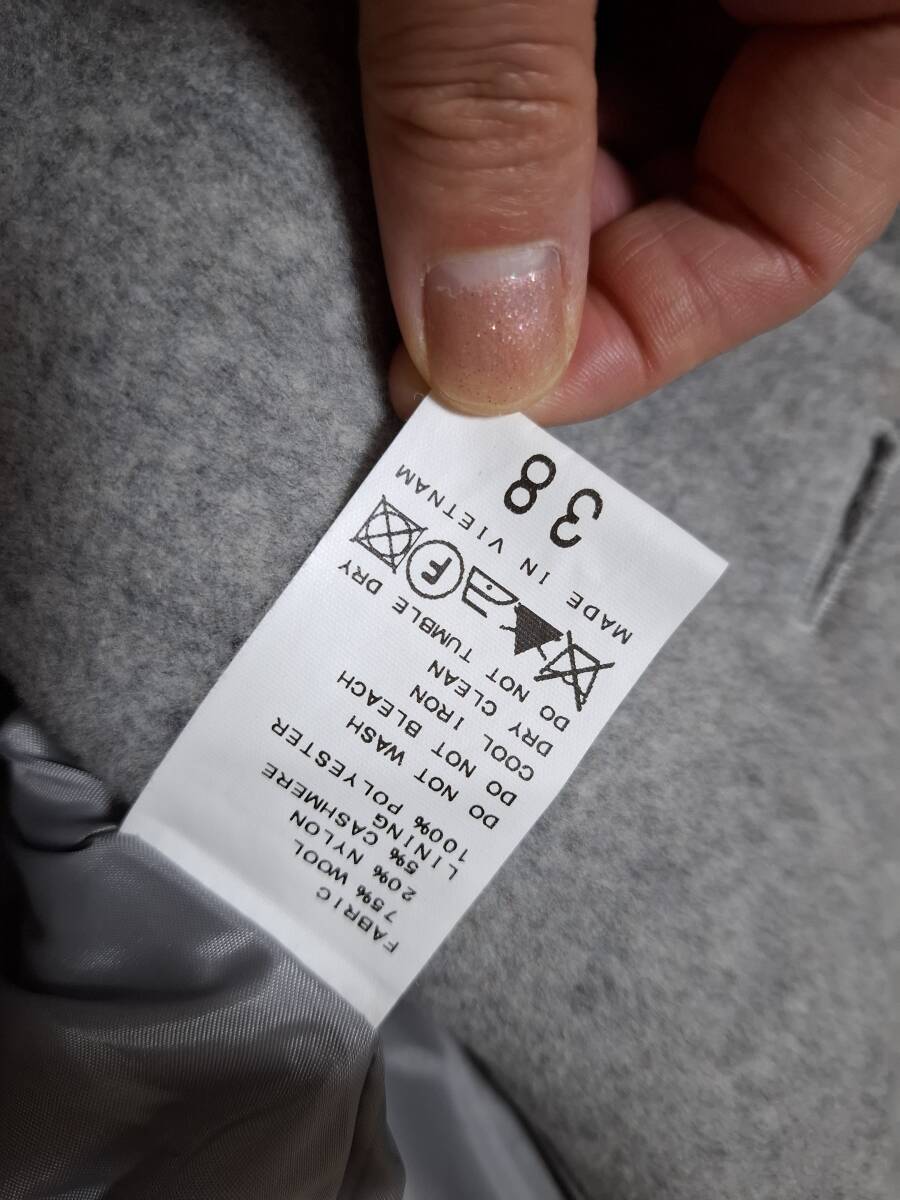 FABRIC
75% WOOL
20% NYLON
5% CASHMERE
LINING
100% POLYESTER
DO NOT WASH
DO NOT BLEACH
COOL IRON
DRY CLEAN
DO NOT TUMBLE DRY
F
MADE IN VIETNAM
38